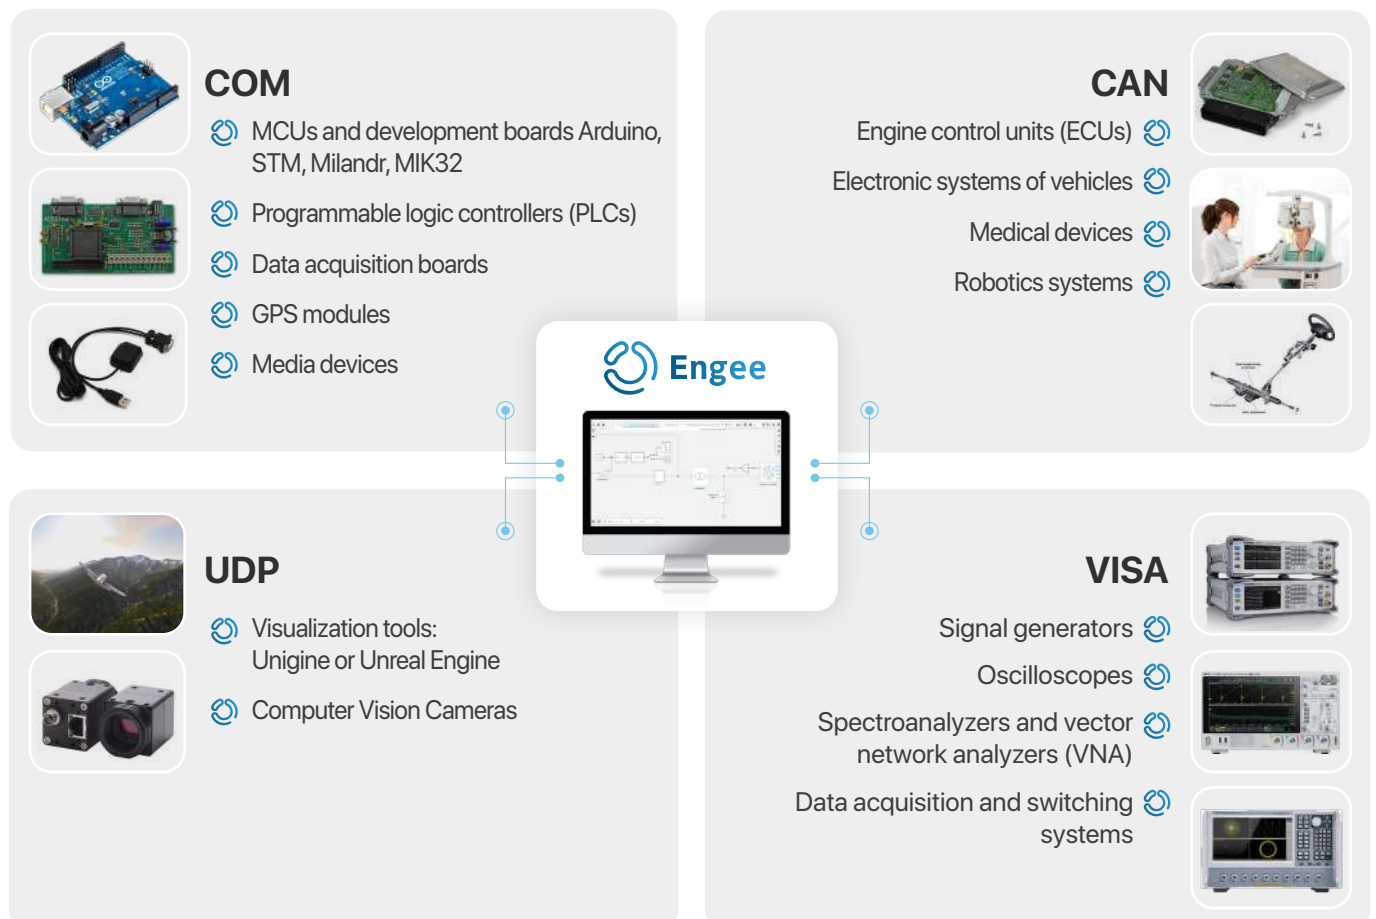 COM
MCUs and development boards Arduino,
STM, Milandr, MIK32
Programmable logic controllers (PLCs)
Data acquisition boards
GPS modules
Media devices
CAN
Engine control units (ECUs)
Electronic systems of vehicles
Medical devices
Robotics systems
Engee
UDP
Visualization tools:
Unigine or Unreal Engine
Computer Vision Cameras
VISA
Signal generators
Oscilloscopes
Spectroanalyzers and vector
network analyzers (VNA)
Data acquisition and switching
systems